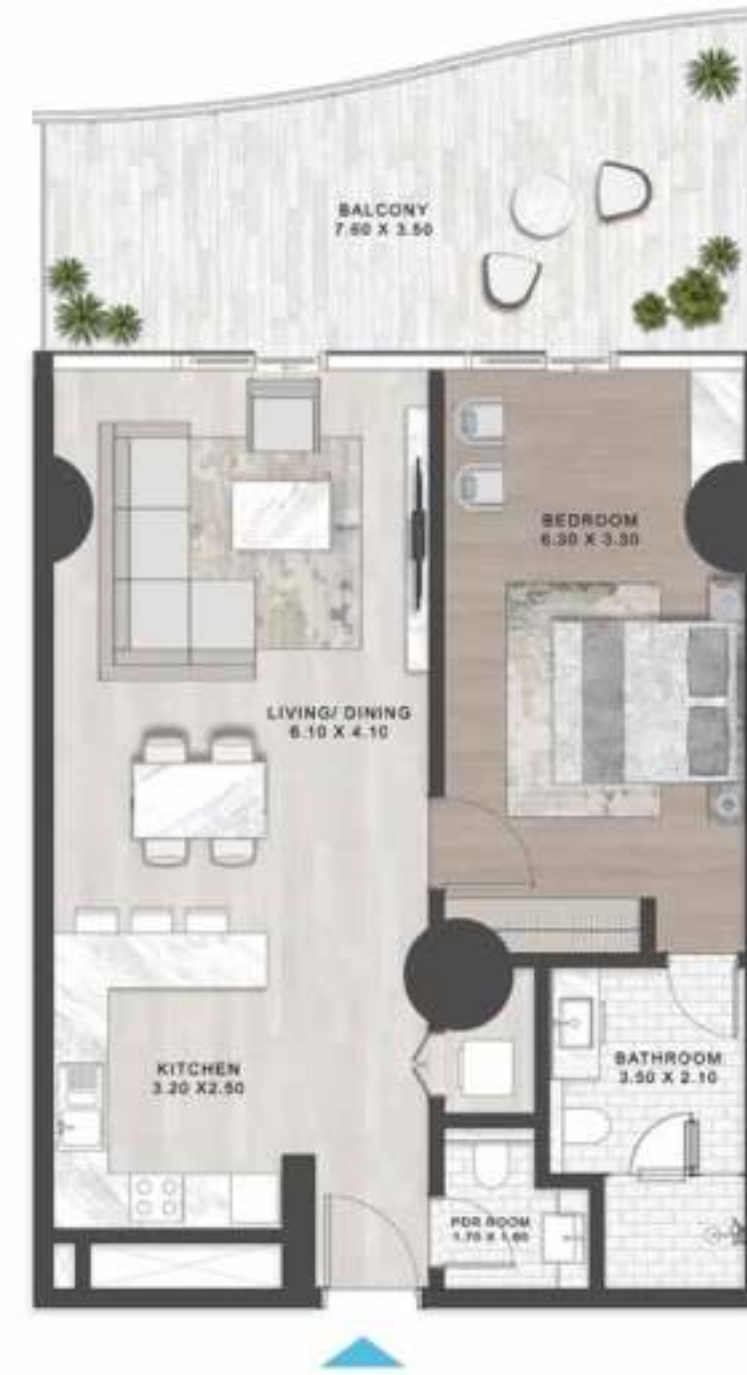 BALCONY
7.60 X 3.50
BEDROOM
6.30 X 3.30
LIVING/ DINING
6.10 X 4.10
KITCHEN
3.20 X2.50
BATHROOM
3.50 X 2.10
PDR ROOM
1.70 X 1.60